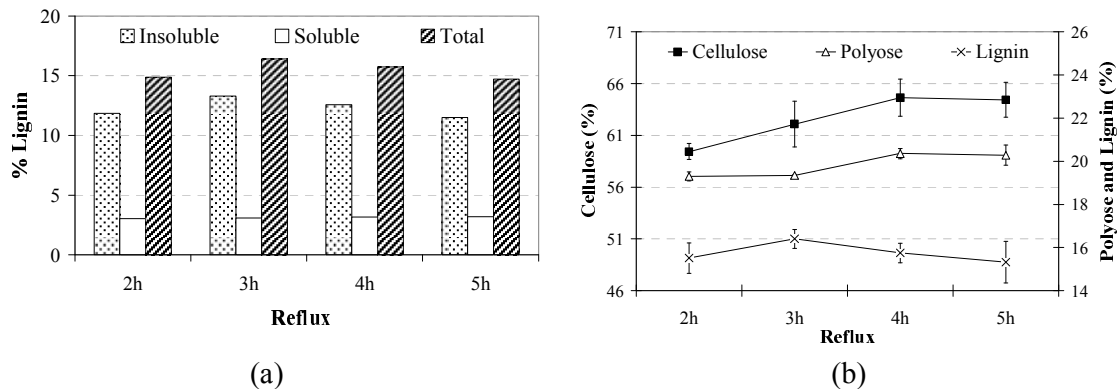 20
15
10
5
0
% Lignin
Insoluble Soluble Total
2h 3h 4h 5h
Reflux
(a)
71
66
61
56
51
46
Cellulose (%)
Cellulose Polyose Lignin
26
24
22
20
18
16
14
Polyose and Lignin (%)
2h 3h 4h 5h
Reflux
(b)